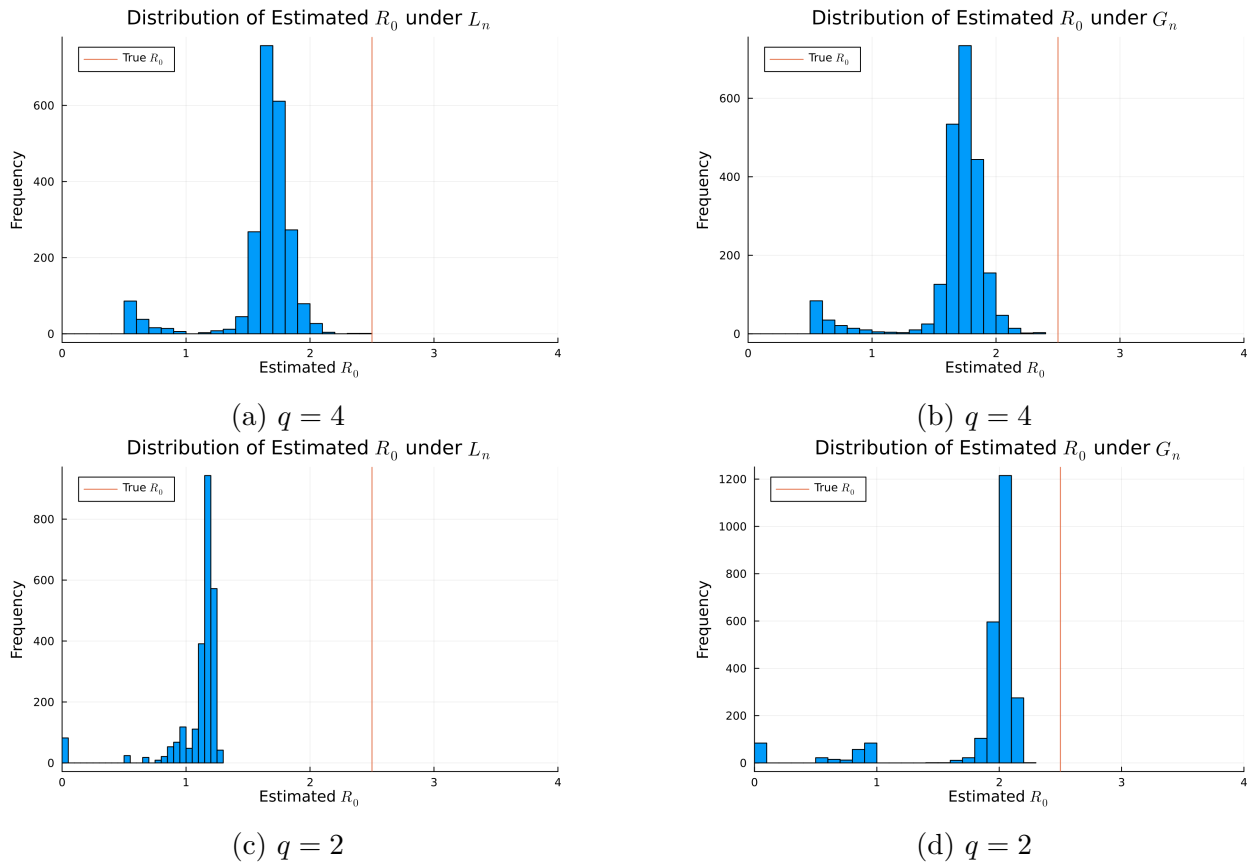 Distribution of Estimated R₀ under Lₙ
True R₀
Frequency
600
400
200
0
0 1 2 3 4
Estimated R₀
(a) q = 4
Distribution of Estimated R₀ under Gₙ
True R₀
Frequency
600
400
200
0
0 1 2 3 4
Estimated R₀
(b) q = 4
Distribution of Estimated R₀ under Lₙ
True R₀
Frequency
800
600
400
200
0
0 1 2 3 4
Estimated R₀
(c) q = 2
Distribution of Estimated R₀ under Gₙ
True R₀
Frequency
1200
1000
800
600
400
200
0
0 1 2 3 4
Estimated R₀
(d) q = 2